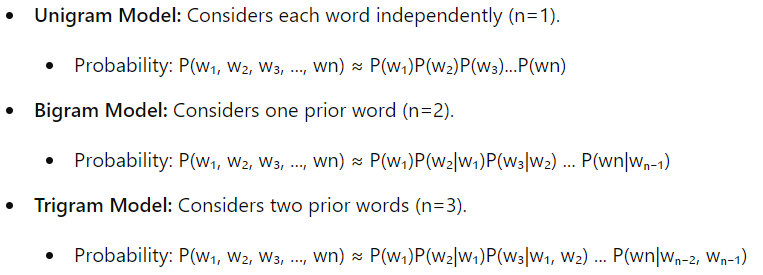 • Unigram Model: Considers each word independently (n=1).
• Probability: P(w₁, w₂, w₃, ..., wn) ≈ P(w₁)P(w₂)P(w₃)...P(wn)
• Bigram Model: Considers one prior word (n=2).
• Probability: P(w₁, w₂, w₃, ..., wn) ≈ P(w₁)P(w₂|w₁)P(w₃|w₂) ... P(wn|wₙ₋₁)
• Trigram Model: Considers two prior words (n=3).
• Probability: P(w₁, w₂, w₃, ..., wn) ≈ P(w₁)P(w₂|w₁)P(w₃|w₁, w₂) ... P(wn|wₙ₋₂, wₙ₋₁)